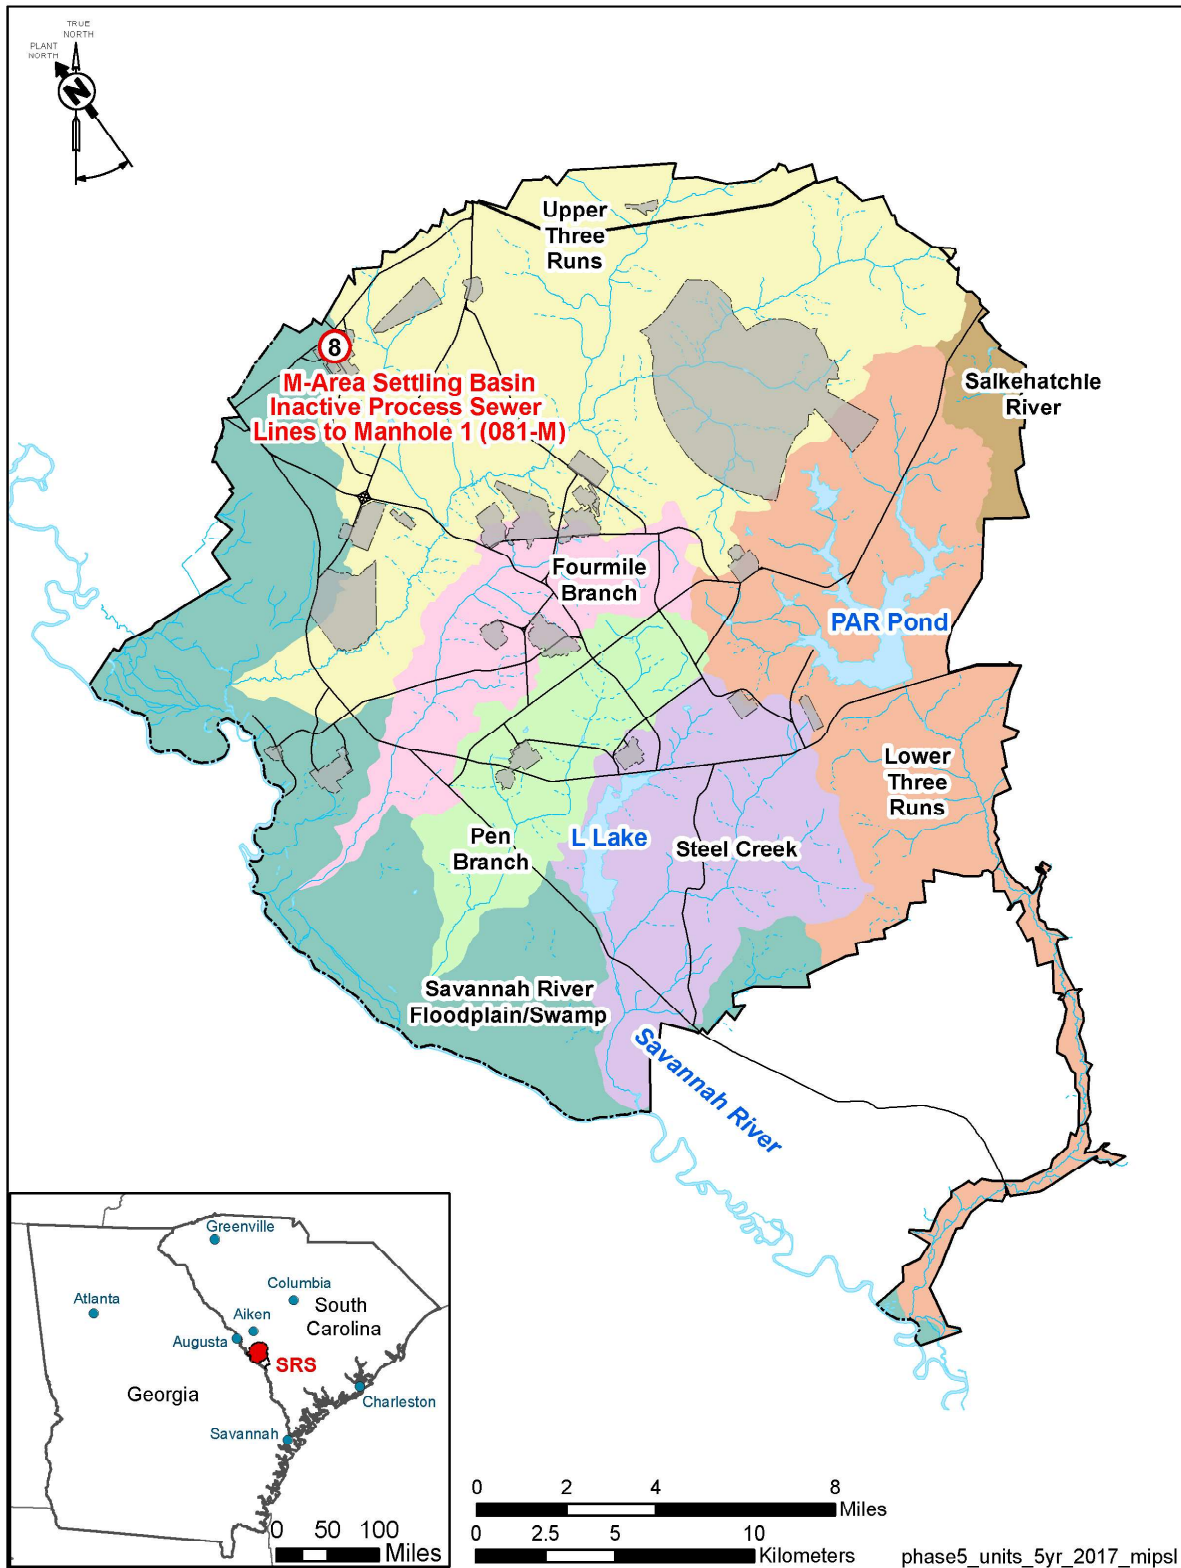 TRUE
NORTH
PLANT
NORTH
N
Upper
Three
Runs
8
M-Area Settling Basin
Inactive Process Sewer
Lines to Manhole 1 (081-M)
Salkehatchle
River
Fourmile
Branch
PAR Pond
Lower
Three
Runs
Pen
Branch
L Lake
Steel Creek
Savannah River
Floodplain/Swamp
Savannah River
Greenville
Columbia
Atlanta
South
Carolina
Aiken
Augusta
SRS
Georgia
Charleston
Savannah
0 50 100
Miles
0 2 4 8
Miles
0 2.5 5 10
Kilometers
phase5_units_5yr_2017_mipsl